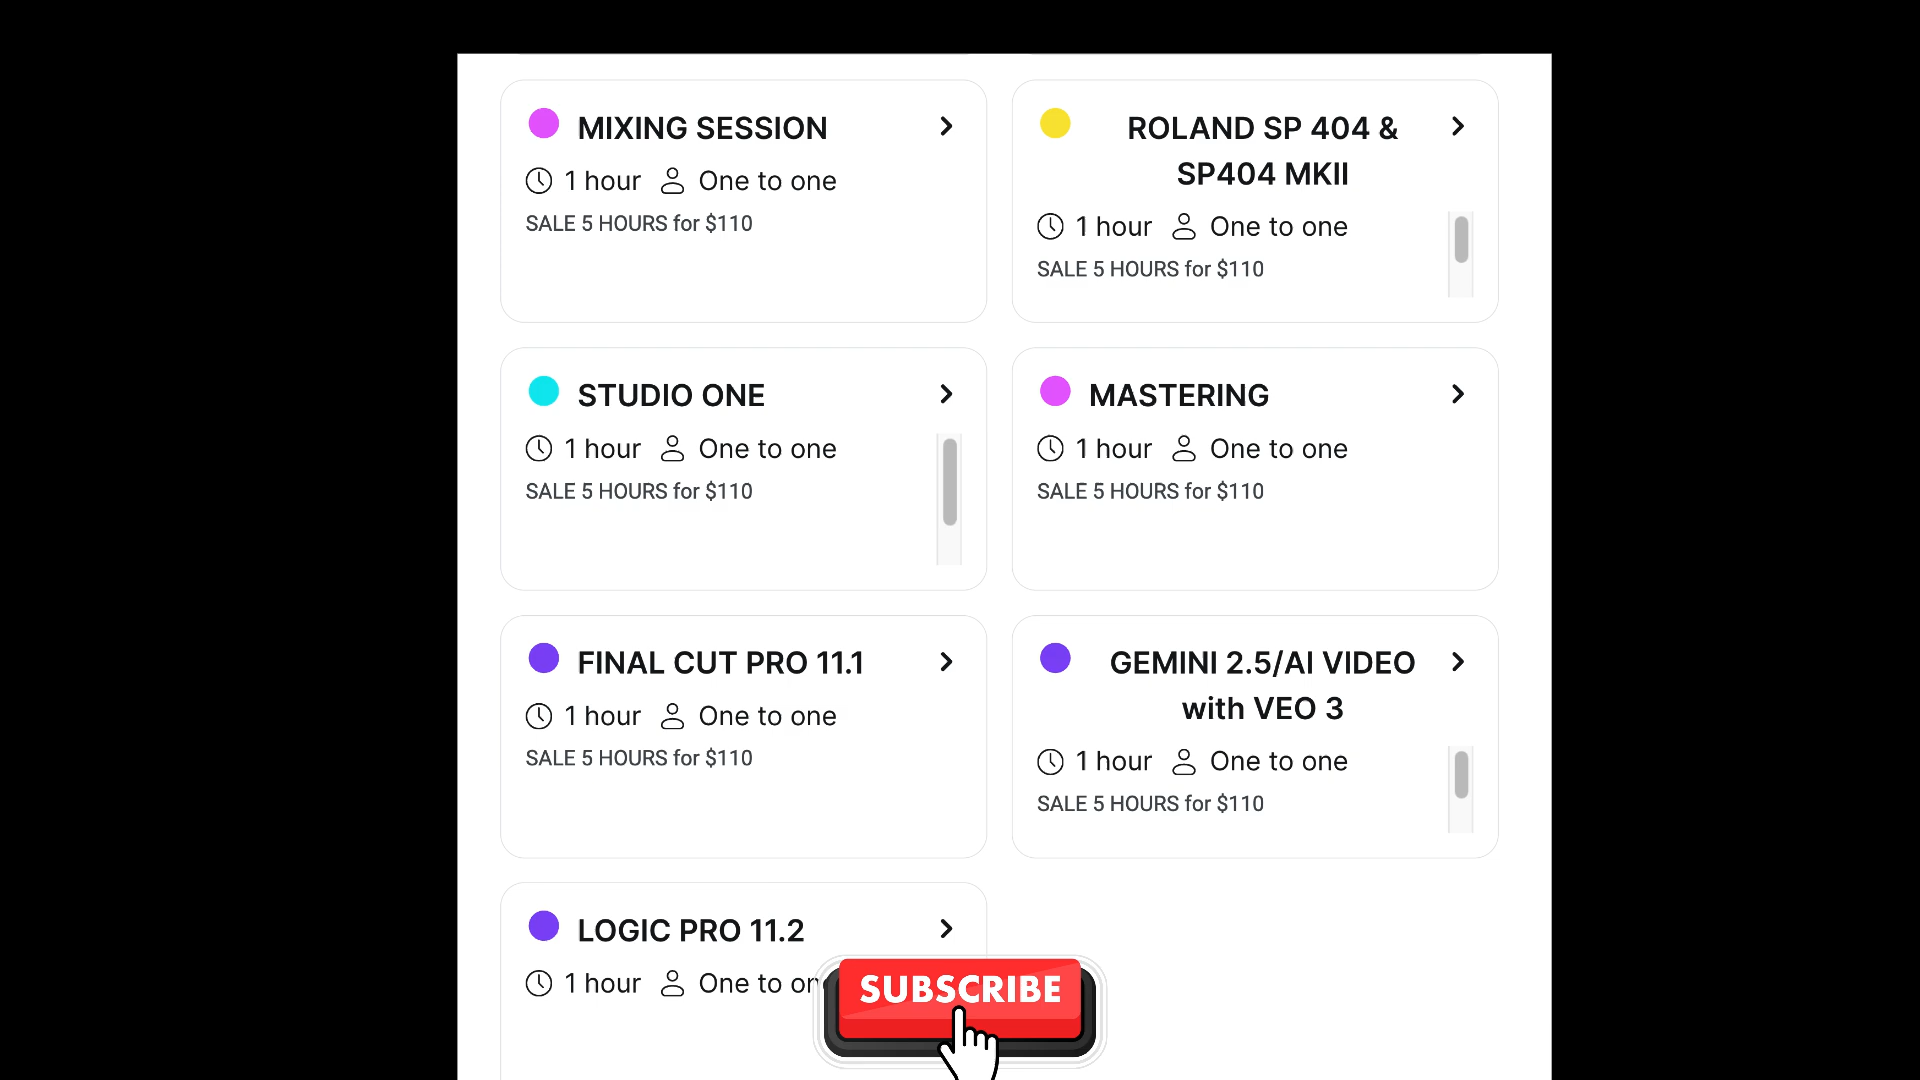 MIXING SESSION
1 hour One to one
SALE 5 HOURS for $110
ROLAND SP 404 &
SP404 MKII
1 hour One to one
SALE 5 HOURS for $110
STUDIO ONE
1 hour One to one
SALE 5 HOURS for $110
MASTERING
1 hour One to one
SALE 5 HOURS for $110
FINAL CUT PRO 11.1
1 hour One to one
SALE 5 HOURS for $110
GEMINI 2.5/AI VIDEO
with VEO 3
1 hour One to one
SALE 5 HOURS for $110
LOGIC PRO 11.2
1 hour One to
SUBSCRIBE